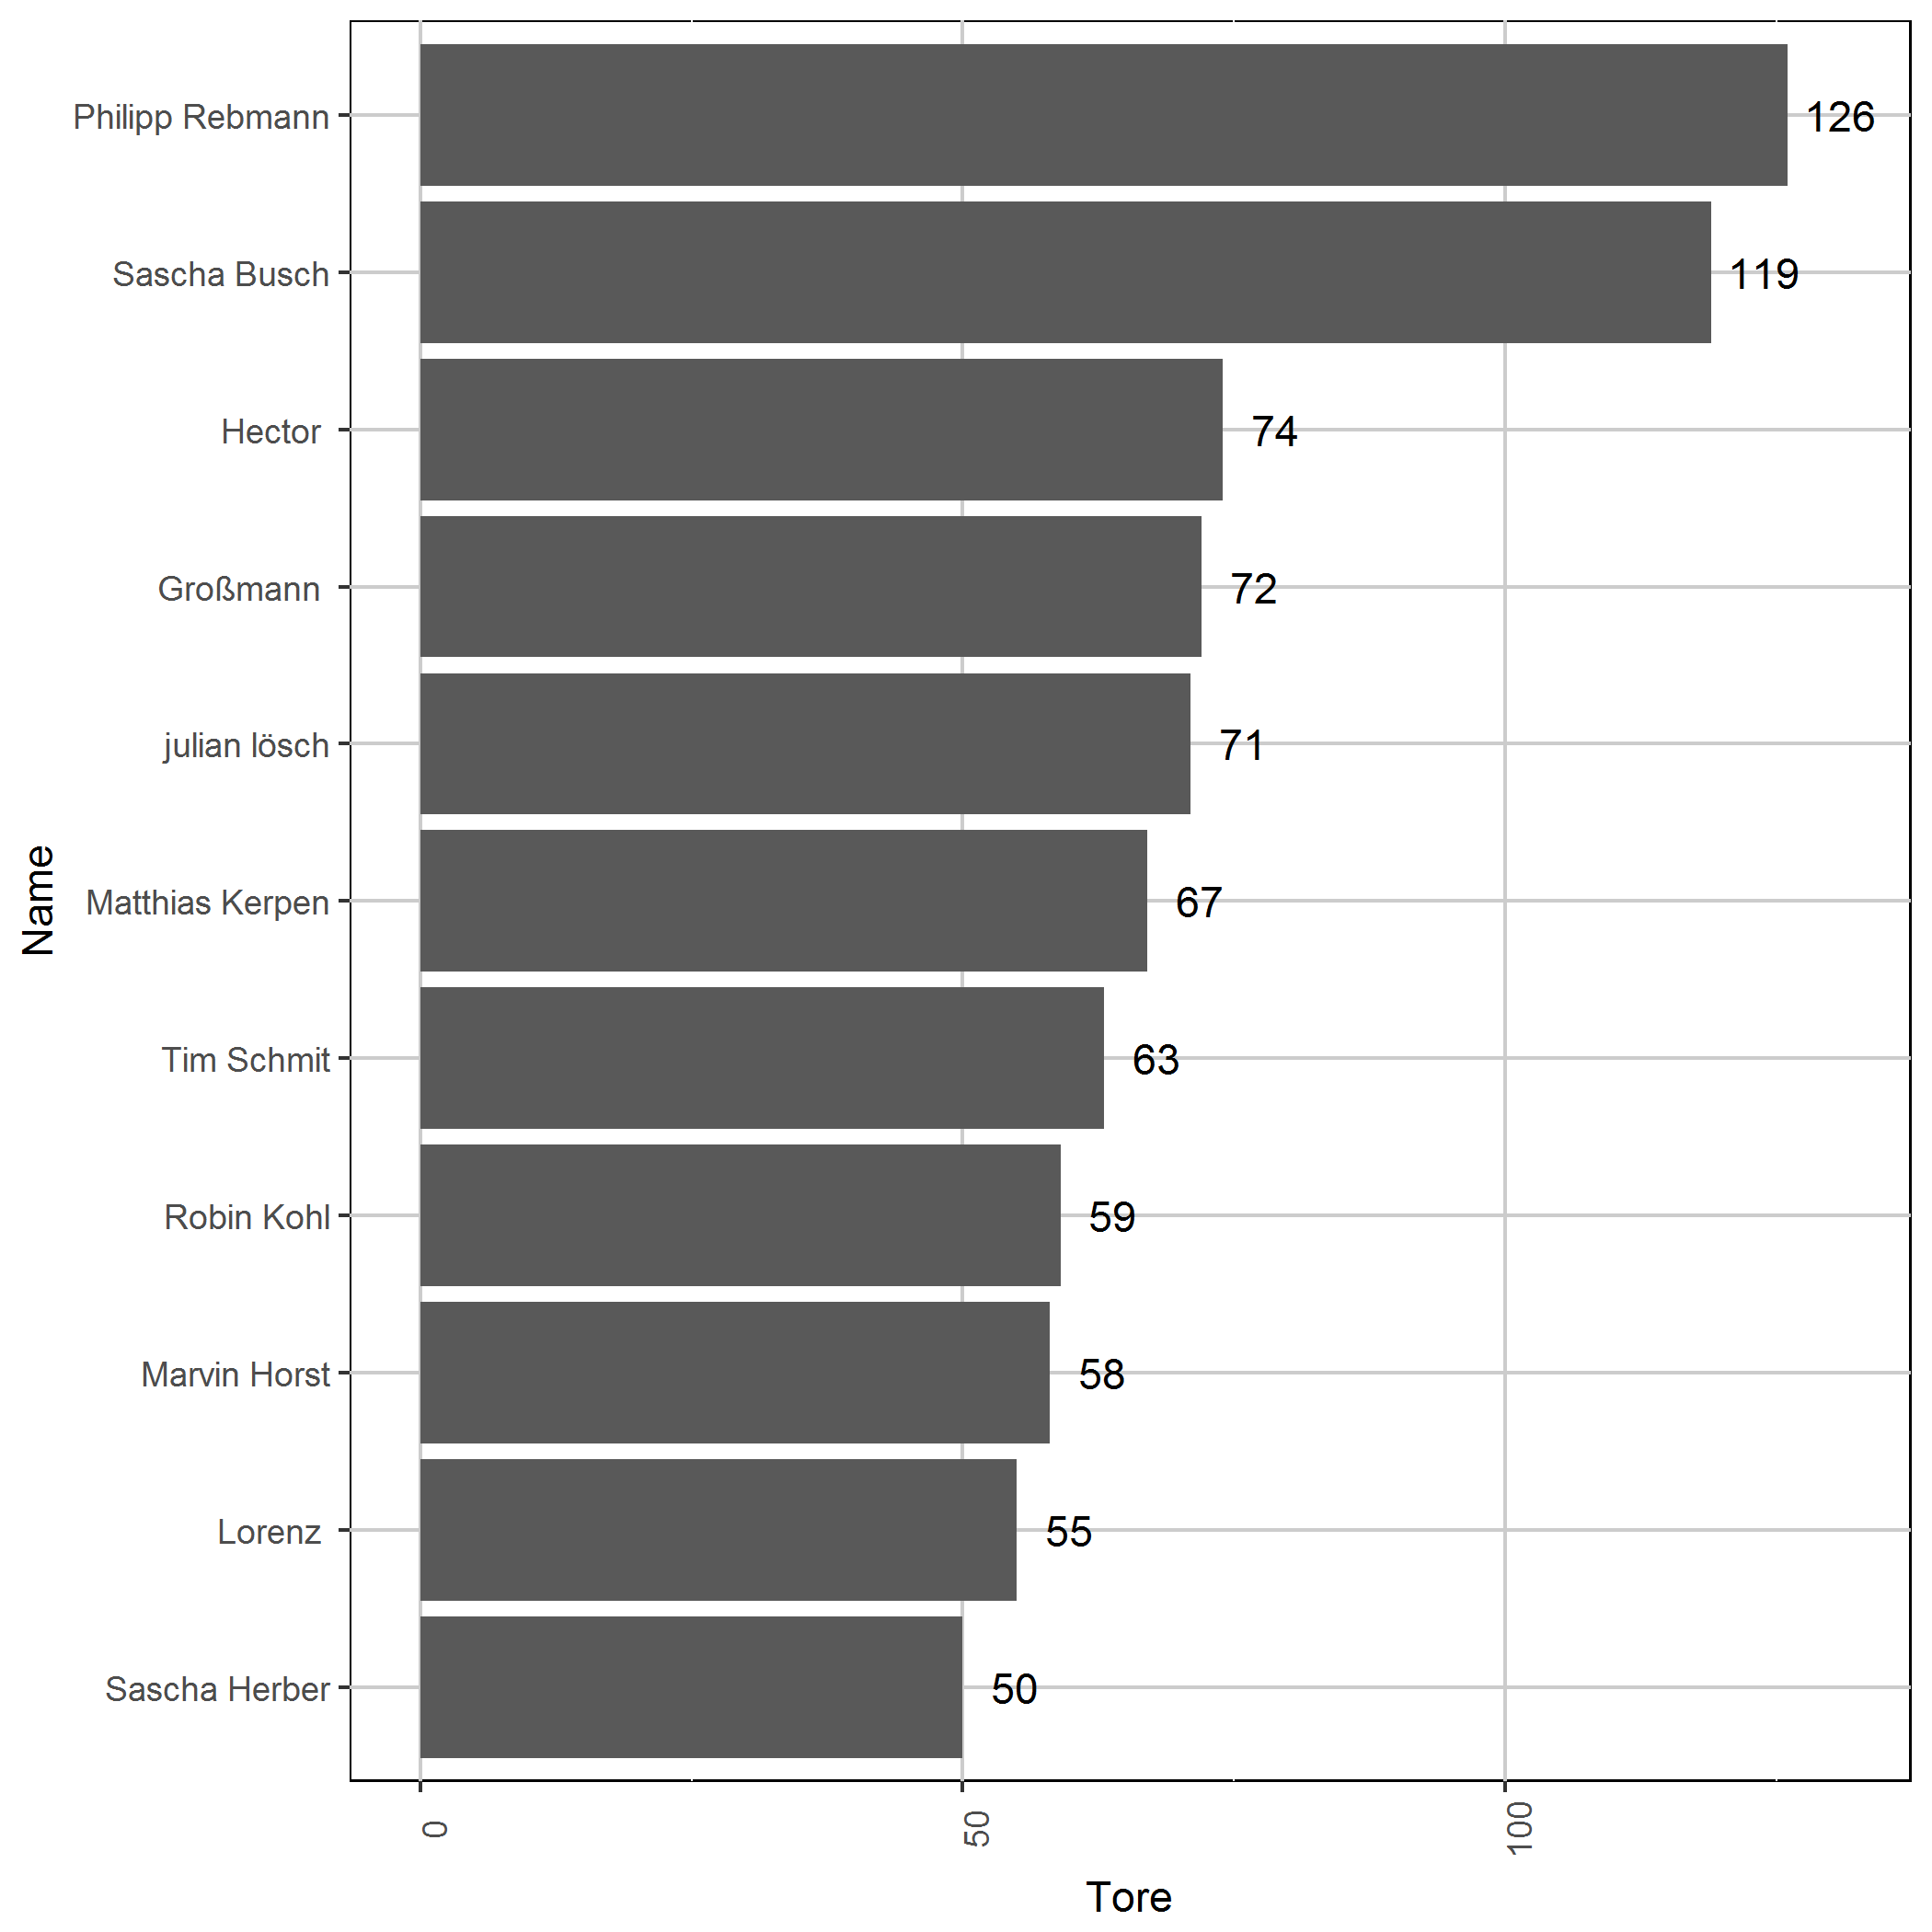 Philipp Rebmann 126
Sascha Busch 119
Hector 74
Großmann 72
julian lösch 71
Matthias Kerpen 67
Tim Schmit 63
Robin Kohl 59
Marvin Horst 58
Lorenz 55
Sascha Herber 50
Name
0 50 100
Tore